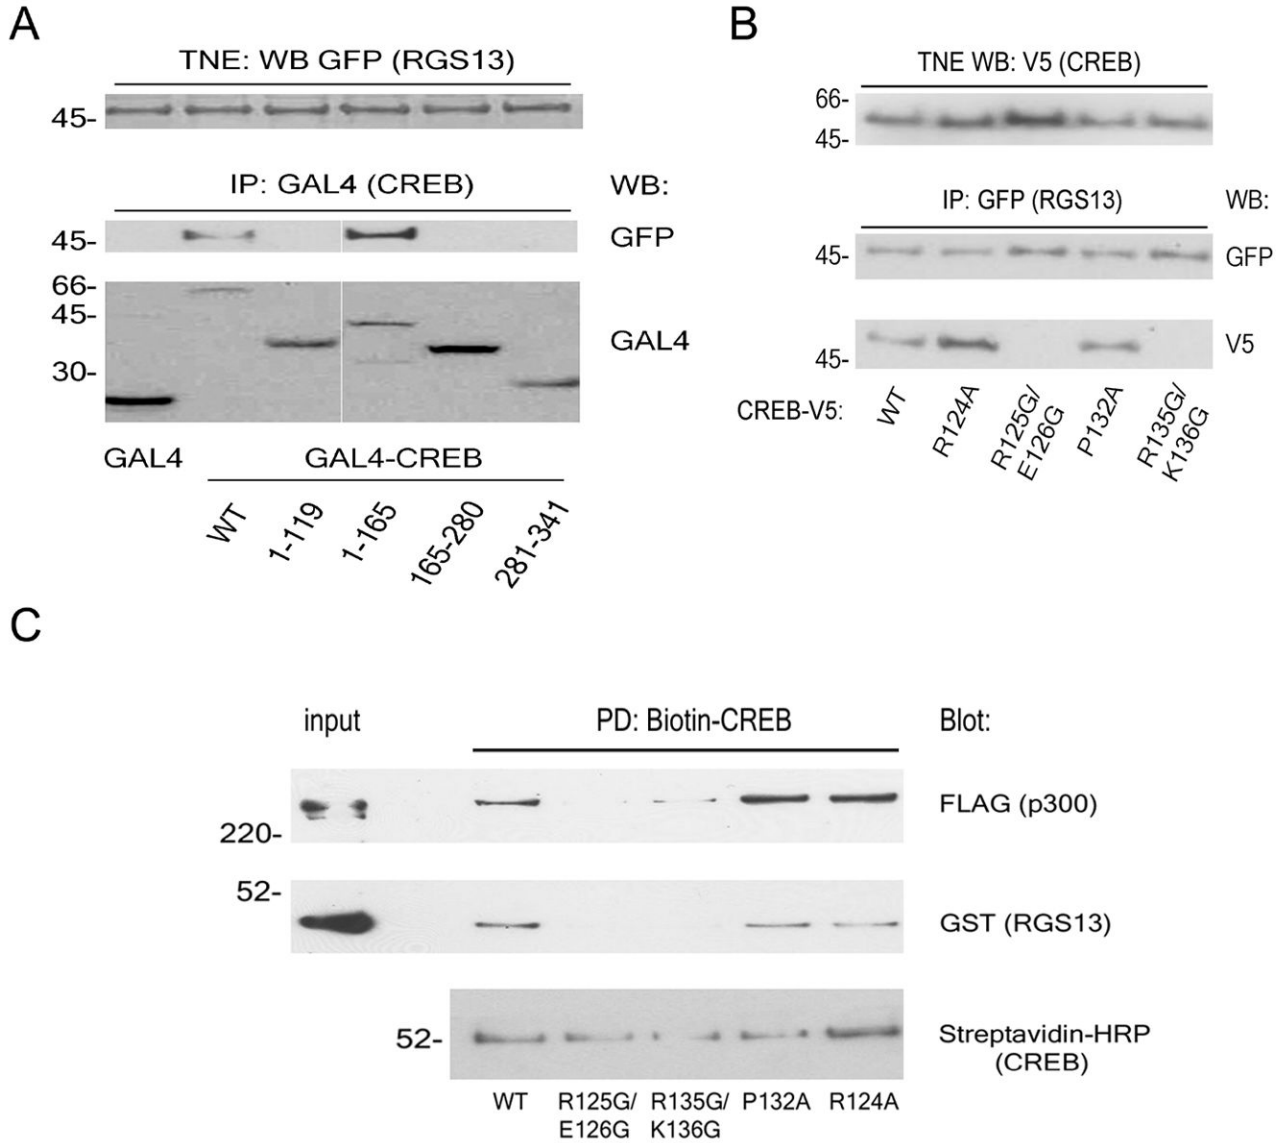 A
TNE: WB GFP (RGS13)
45-
IP: GAL4 (CREB)
WB:
45-
GFP
66-
45-
30-
GAL4
GAL4
GAL4-CREB
WT
1-119
1-165
165-280
281-341
B
TNE WB: V5 (CREB)
66-
45-
IP: GFP (RGS13)
WB:
45-
GFP
45-
V5
CREB-V5:
WT
R124A
R125G/
E126G
P132A
R135G/
K136G
C
input
PD: Biotin-CREB
Blot:
220-
FLAG (p300)
52-
GST (RGS13)
52-
Streptavidin-HRP
(CREB)
WT
R125G/
E126G
R135G/
K136G
P132A
R124A